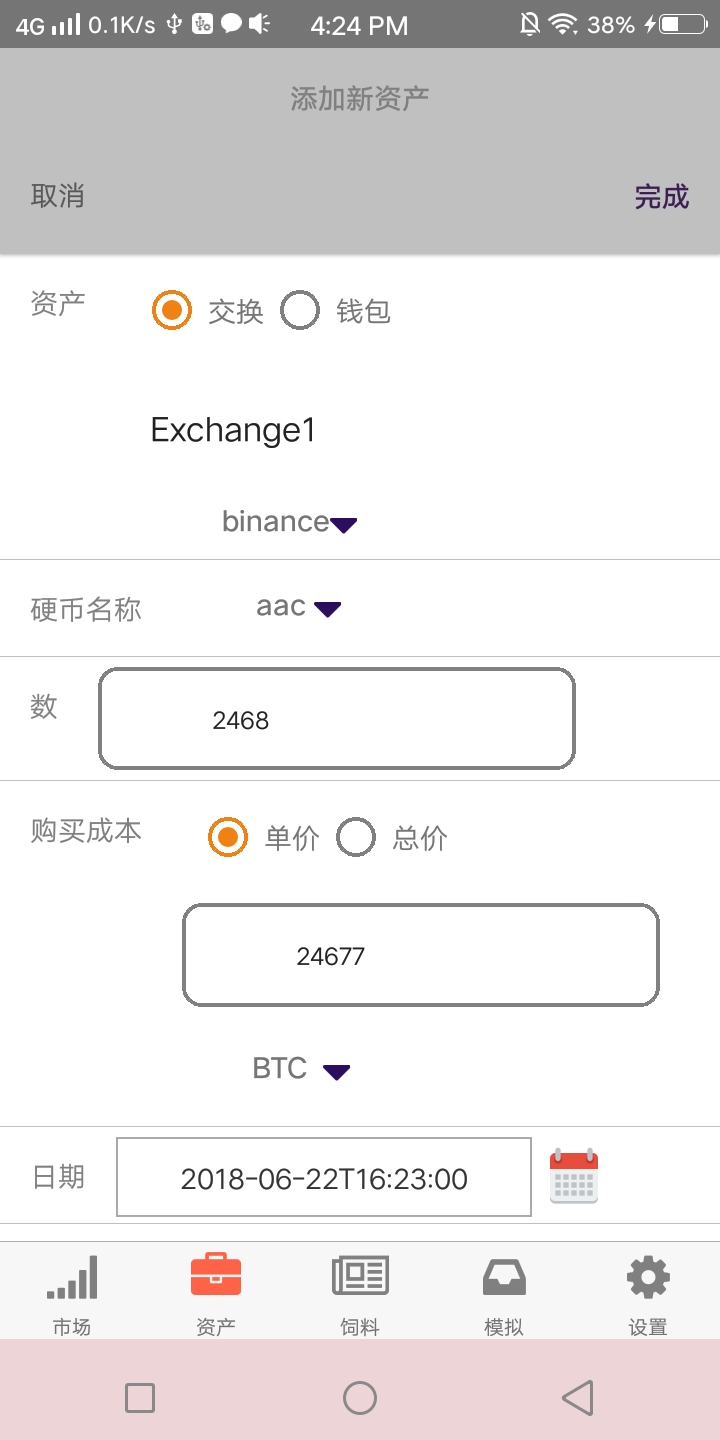 4G 0.1K/s 4:24 PM 38%
添加新资产
取消 完成
资产 交换 钱包
Exchange1
binance
硬币名称 aac
数 2468
购买成本 单价 总价
24677
BTC
日期 2018-06-22T16:23:00
市场 资产 饲料 模拟 设置